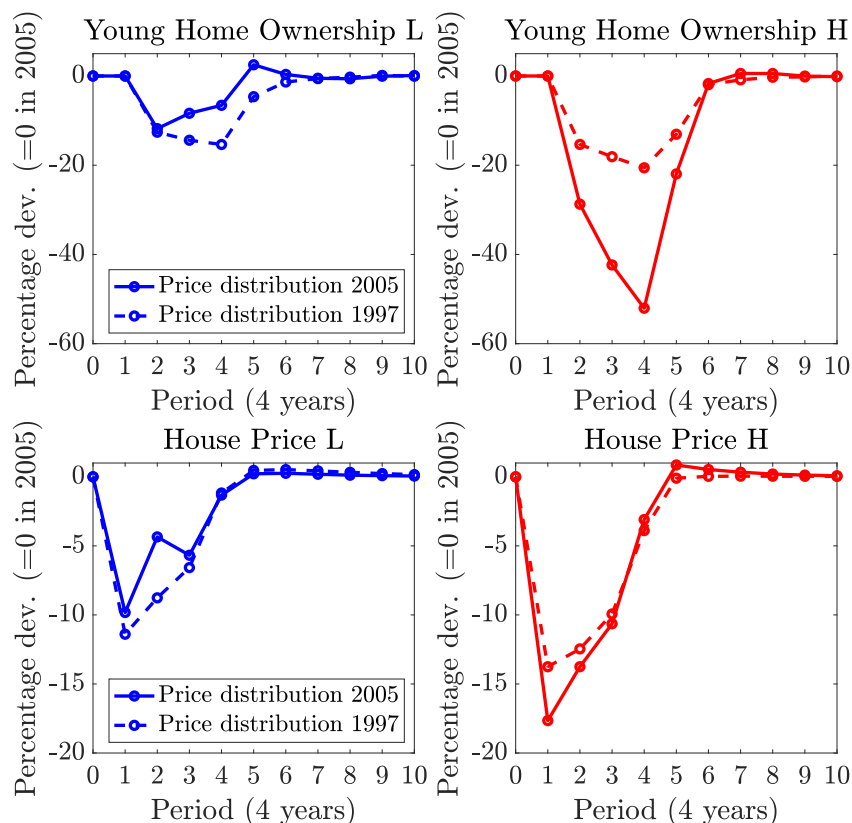 Young Home Ownership L
Percentage dev. (=0 in 2005)
0
-20
-40
-60
Price distribution 2005
Price distribution 1997
0 1 2 3 4 5 6 7 8 9 10
Period (4 years)
Young Home Ownership H
Percentage dev. (=0 in 2005)
0
-20
-40
-60
0 1 2 3 4 5 6 7 8 9 10
Period (4 years)
House Price L
Percentage dev. (=0 in 2005)
0
-5
-10
-15
-20
Price distribution 2005
Price distribution 1997
0 1 2 3 4 5 6 7 8 9 10
Period (4 years)
House Price H
Percentage dev. (=0 in 2005)
0
-5
-10
-15
-20
0 1 2 3 4 5 6 7 8 9 10
Period (4 years)